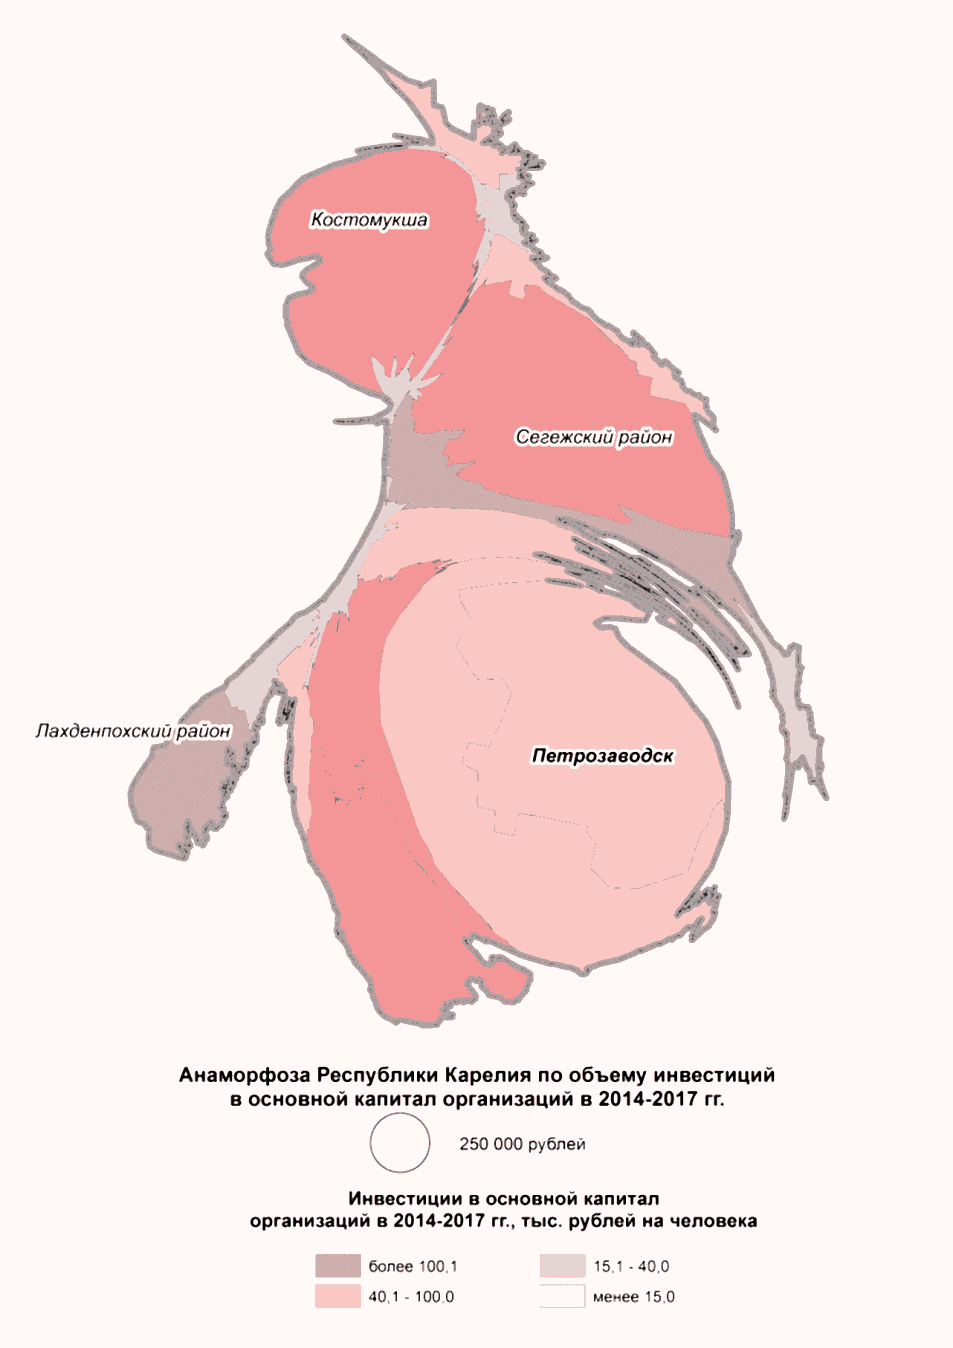 Костомукша
Сегежский район
Лахденпохский район
Петрозаводск
Анаморфоза Республики Карелия по объему инвестиций
в основной капитал организаций в 2014-2017 гг.
250 000 рублей
Инвестиции в основной капитал
организаций в 2014-2017 гг., тыс. рублей на человека
более 100,1
15,1 - 40,0
40,1 - 100,0
менее 15,0